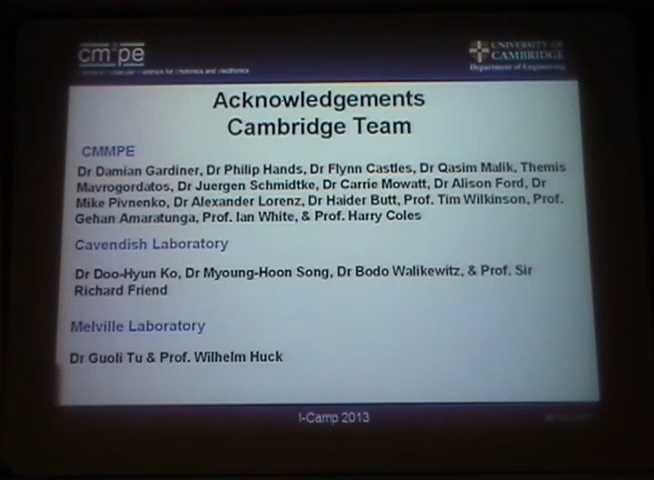 cmmpe
UNIVERSITY OF
CAMBRIDGE
Department of Engineering
Acknowledgements
Cambridge Team
CMMPE
Dr Damian Gardiner, Dr Philip Hands, Dr Flynn Castles, Dr Qasim Malik, Themis
Mavrogordatos, Dr Juergen Schmidtke, Dr Carrie Mowatt, Dr Alison Ford, Dr
Mike Pivnenko, Dr Alexander Lorenz, Dr Haider Butt, Prof. Tim Wilkinson, Prof.
Gehan Amaratunga, Prof. Ian White, & Prof. Harry Coles
Cavendish Laboratory
Dr Doo-Hyun Ko, Dr Myoung-Hoon Song, Dr Bodo Walikewitz, & Prof. Sir
Richard Friend
Melville Laboratory
Dr Guoli Tu & Prof. Wilhelm Huck
I-Camp 2013